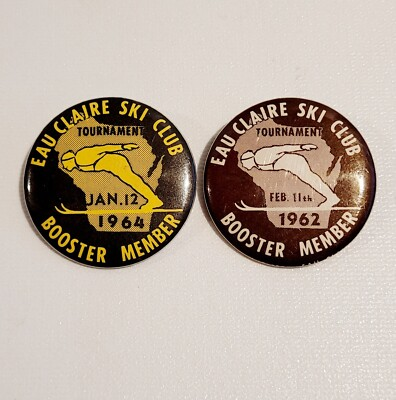 EAU CLAIRE SKI CLUB
TOURNAMENT
JAN. 12
1964
BOOSTER MEMBER
EAU CLAIRE SKI CLUB
TOURNAMENT
FEB. 11th
1962
BOOSTER MEMBER